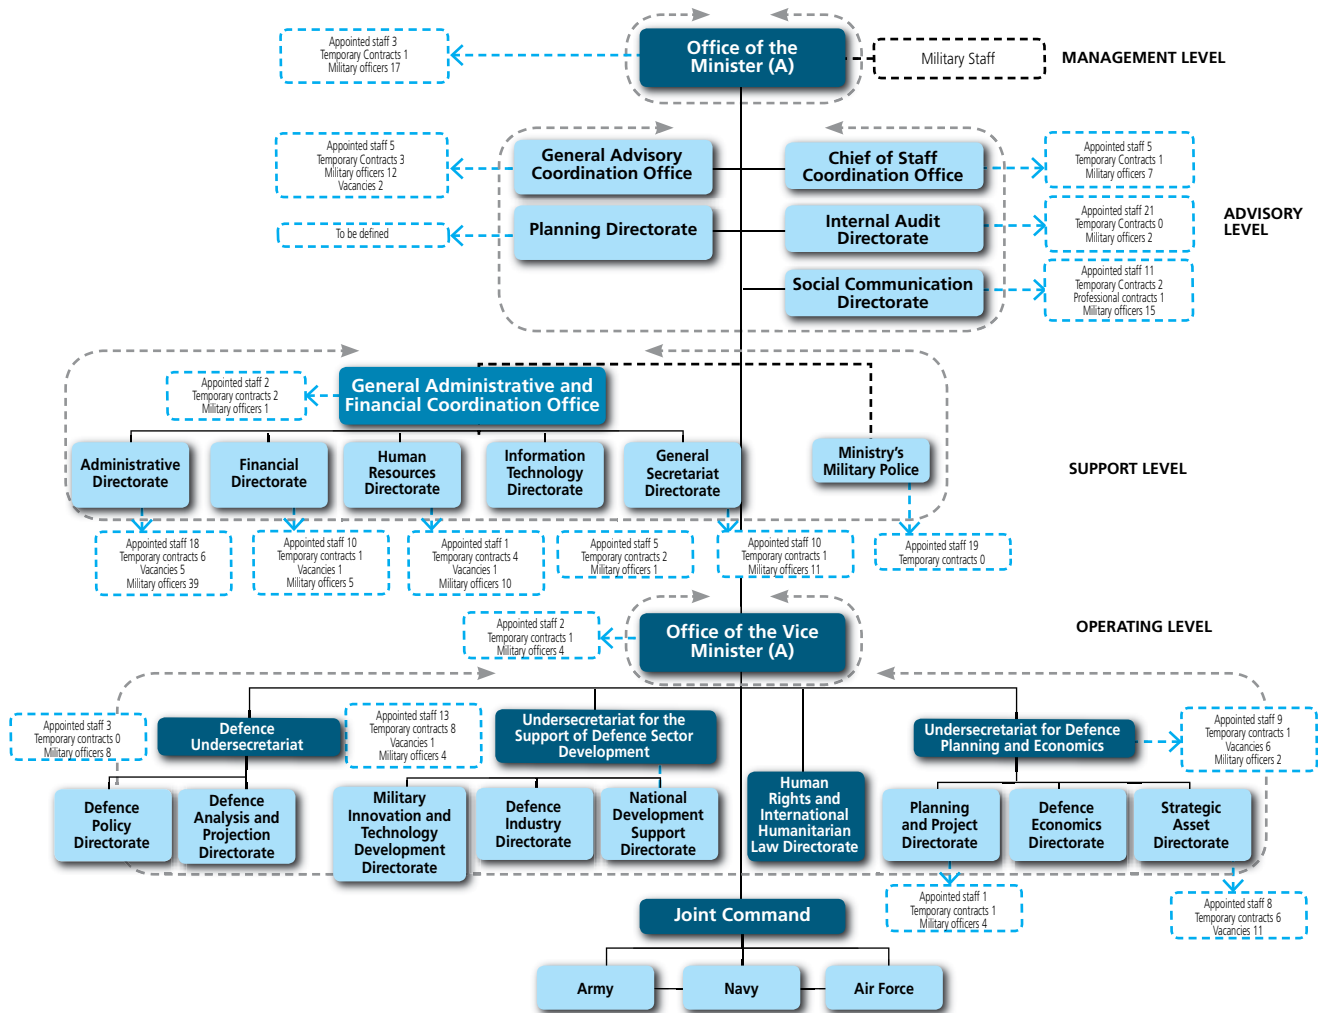 Office of the
Minister (A)
Appointed staff 3
Temporary Contracts 1
Military officers 17
Military Staff
MANAGEMENT LEVEL
Appointed staff 5
Temporary Contracts 3
Military officers 12
Vacancies 2
General Advisory
Coordination Office
Chief of Staff
Coordination Office
Appointed staff 5
Temporary Contracts 1
Military officers 7
To be defined
Planning Directorate
Internal Audit
Directorate
Appointed staff 21
Temporary Contracts 0
Military officers 2
ADVISORY
LEVEL
Social Communication
Directorate
Appointed staff 11
Temporary Contracts 2
Professional contracts 1
Military officers 15
Appointed staff 2
Temporary contracts 2
Military officers 1
General Administrative and
Financial Coordination Office
Administrative
Directorate
Financial
Directorate
Human
Resources
Directorate
Information
Technology
Directorate
General
Secretariat
Directorate
Ministry's
Military Police
SUPPORT LEVEL
Appointed staff 18
Temporary contracts 6
Vacancies 5
Military officers 39
Appointed staff 10
Temporary contracts 1
Vacancies 1
Military officers 5
Appointed staff 1
Temporary contracts 4
Vacancies 1
Military officers 10
Appointed staff 5
Temporary contracts 2
Military officers 1
Appointed staff 10
Temporary contracts 1
Military officers 11
Appointed staff 19
Temporary contracts 0
Appointed staff 2
Temporary contracts 1
Military officers 4
Office of the Vice
Minister (A)
OPERATING LEVEL
Appointed staff 3
Temporary contracts 0
Military officers 8
Defence
Undersecretariat
Appointed staff 13
Temporary contracts 8
Vacancies 1
Military officers 4
Undersecretariat for the
Support of Defence Sector
Development
Undersecretariat for Defence
Planning and Economics
Appointed staff 9
Temporary contracts 1
Vacancies 6
Military officers 2
Defence
Policy
Directorate
Defence
Analysis and
Projection
Directorate
Military
Innovation and
Technology
Development
Directorate
Defence
Industry
Directorate
National
Development
Support
Directorate
Human
Rights and
International
Humanitarian
Law Directorate
Planning
and Project
Directorate
Defence
Economics
Directorate
Strategic
Asset
Directorate
Appointed staff 1
Temporary contracts 1
Military officers 4
Appointed staff 8
Temporary contracts 6
Vacancies 11
Joint Command
Army
Navy
Air Force